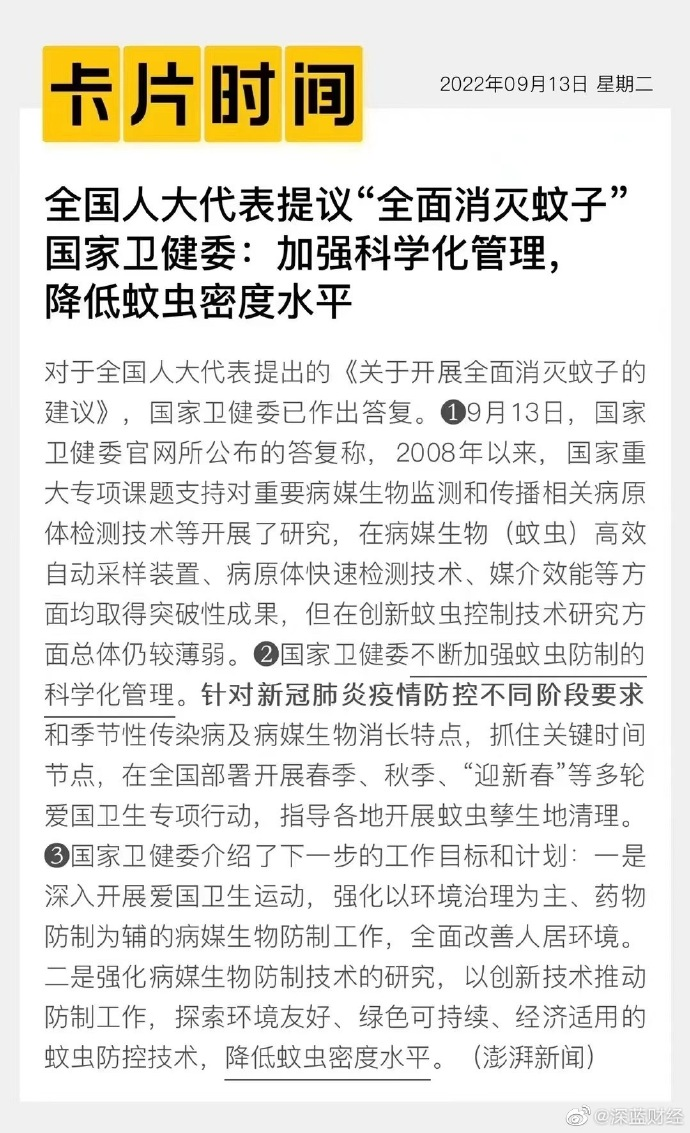 卡片时间
2022年09月13日 星期二
全国人大代表提议“全面消灭蚊子”
国家卫健委：加强科学化管理，
降低蚊虫密度水平
对于全国人大代表提出的《关于开展全面消灭蚊子的
建议》，国家卫健委已作出答复。❶9月13日，国家
卫健委官网所公布的答复称，2008年以来，国家重
大专项课题支持对重要病媒生物监测和传播相关病原
体检测技术等开展了研究，在病媒生物（蚊虫）高效
自动采样装置、病原体快速检测技术、媒介效能等方
面均取得突破性成果，但在创新蚊虫控制技术研究方
面总体仍较薄弱。❷国家卫健委不断加强蚊虫防制的
科学化管理。针对新冠肺炎疫情防控不同阶段要求
和季节性传染病及病媒生物消长特点，抓住关键时间
节点，在全国部署开展春季、秋季、“迎新春”等多轮
爱国卫生专项行动，指导各地开展蚊虫孳生地清理。
❸国家卫健委介绍了下一步的工作目标和计划：一是
深入开展爱国卫生运动，强化以环境治理为主、药物
防制为辅的病媒生物防制工作，全面改善人居环境。
二是强化病媒生物防制技术的研究，以创新技术推动
防制工作，探索环境友好、绿色可持续、经济适用的
蚊虫防控技术，降低蚊虫密度水平。（澎湃新闻）
@深蓝财经